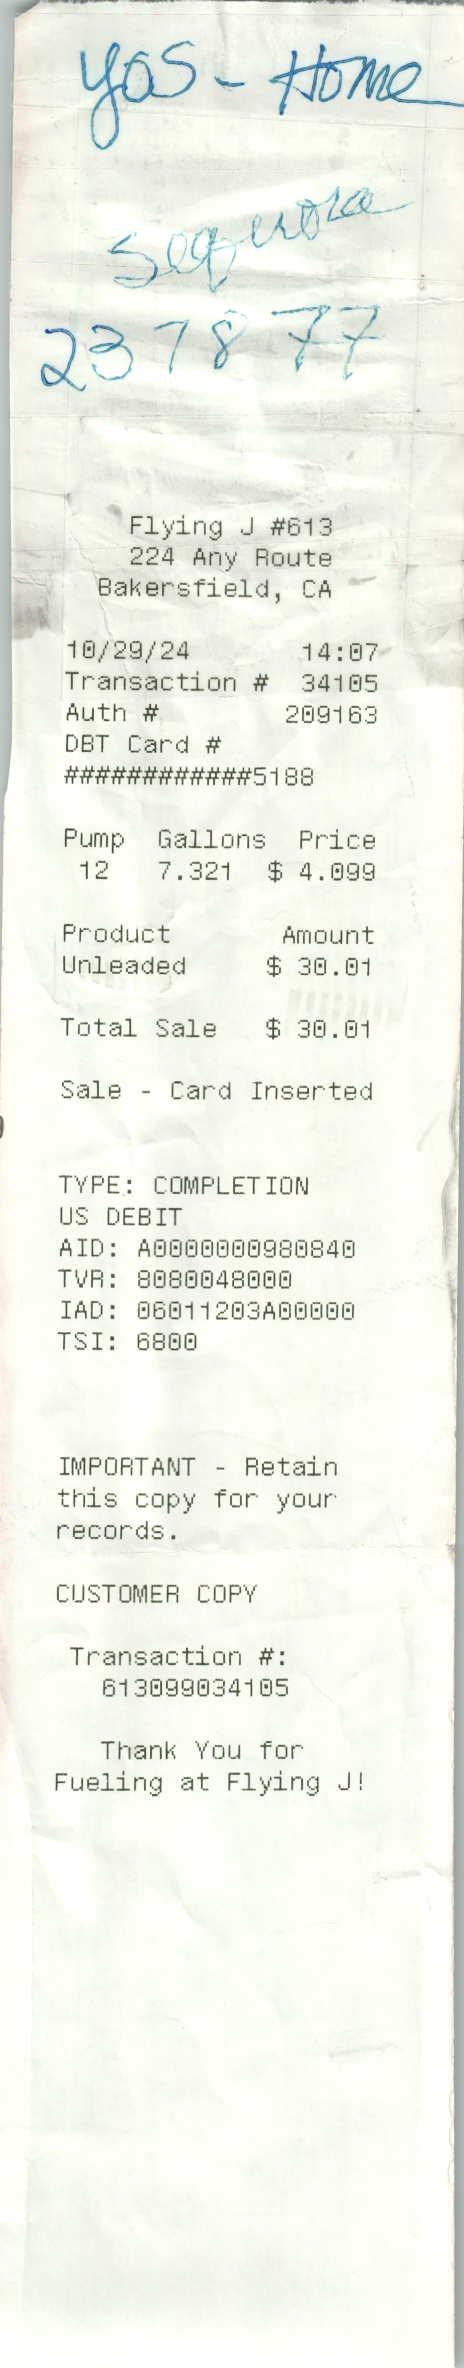 Yos - Home
Sequoia
237877
Flying J #613
224 Any Route
Bakersfield, CA
10/29/24 14:07
Transaction # 34105
Auth # 209163
DBT Card #
############5188
Pump Gallons Price
12 7.321 $ 4.099
Product Amount
Unleaded $ 30.01
Total Sale $ 30.01
Sale - Card Inserted
TYPE: COMPLETION
US DEBIT
AID: A0000000980840
TVR: 8080048000
IAD: 06011203A00000
TSI: 6800
IMPORTANT - Retain
this copy for your
records.
CUSTOMER COPY
Transaction #:
613099034105
Thank You for
Fueling at Flying J!